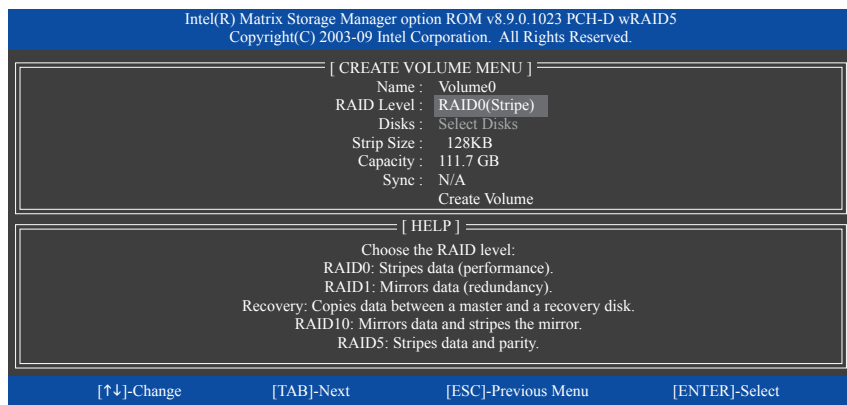 Intel(R) Matrix Storage Manager option ROM v8.9.0.1023 PCH-D wRAID5
Copyright(C) 2003-09 Intel Corporation. All Rights Reserved.
[ CREATE VOLUME MENU ]
Name : Volume0
RAID Level : RAID0(Stripe)
Disks : Select Disks
Strip Size : 128KB
Capacity : 111.7 GB
Sync : N/A
Create Volume
[ HELP ]
Choose the RAID level:
RAID0: Stripes data (performance).
RAID1: Mirrors data (redundancy).
Recovery: Copies data between a master and a recovery disk.
RAID10: Mirrors data and stripes the mirror.
RAID5: Stripes data and parity.
[↑↓]-Change [TAB]-Next [ESC]-Previous Menu [ENTER]-Select